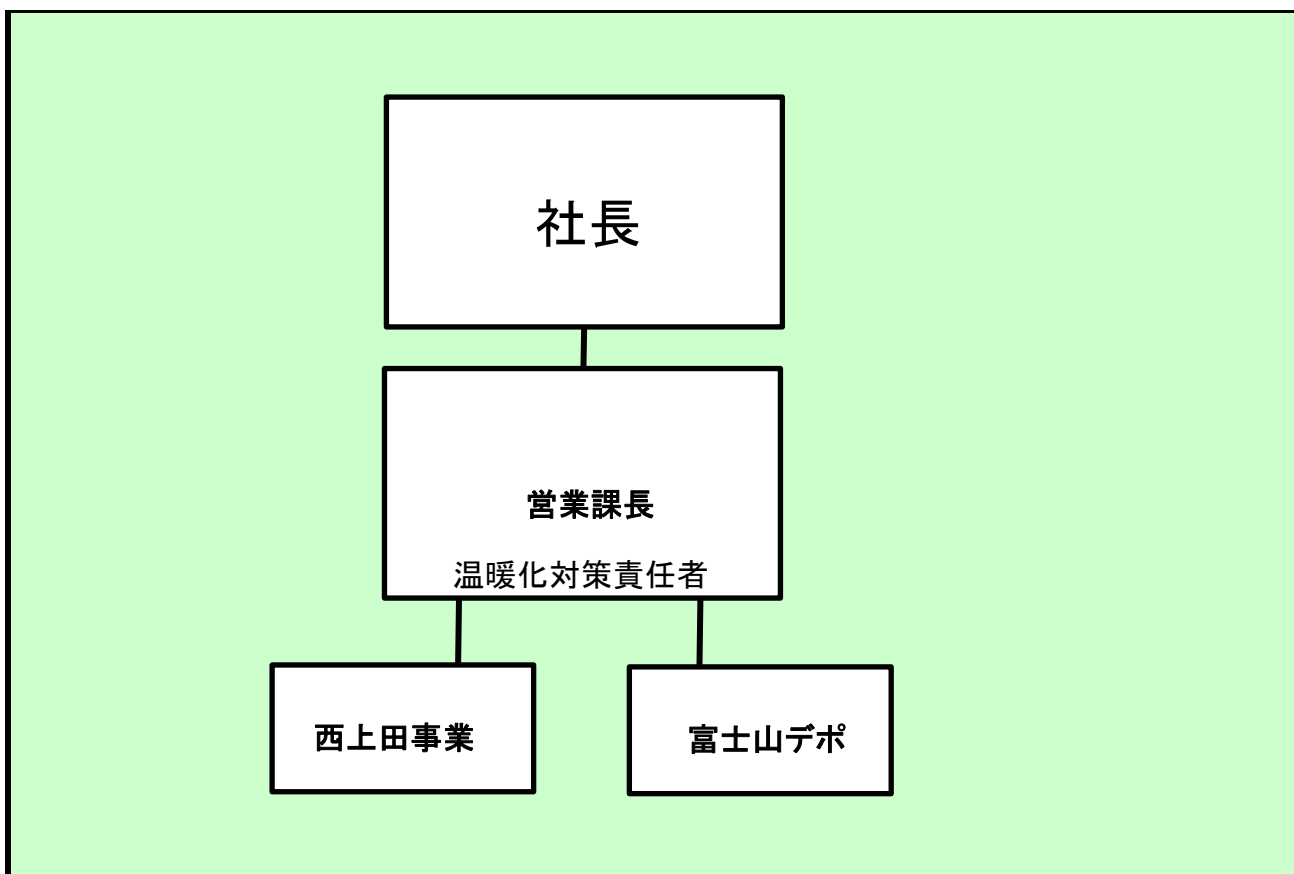 社長
営業課長
温暖化対策責任者
西上田事業
富士山デポ